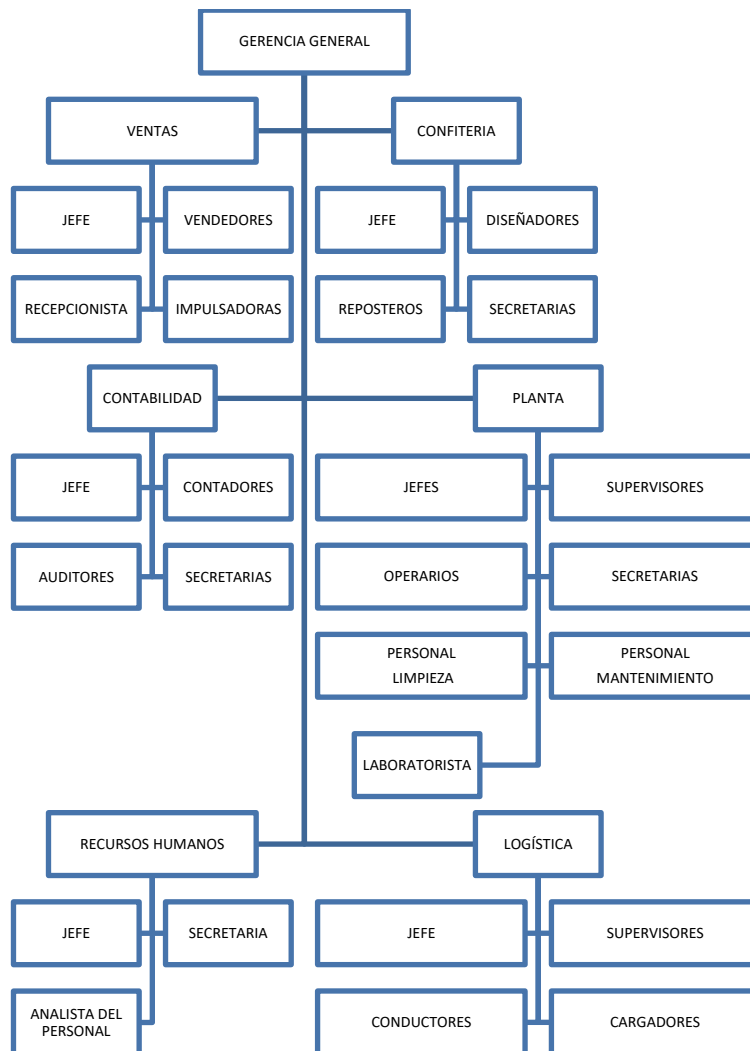 GERENCIA GENERAL
VENTAS
CONFITERIA
JEFE
VENDEDORES
JEFE
DISEÑADORES
RECEPCIONISTA
IMPULSADORAS
REPOSTEROS
SECRETARIAS
CONTABILIDAD
PLANTA
JEFE
CONTADORES
JEFES
SUPERVISORES
AUDITORES
SECRETARIAS
OPERARIOS
SECRETARIAS
PERSONAL
LIMPIEZA
PERSONAL
MANTENIMIENTO
LABORATORISTA
RECURSOS HUMANOS
LOGÍSTICA
JEFE
SECRETARIA
JEFE
SUPERVISORES
ANALISTA DEL
PERSONAL
CONDUCTORES
CARGADORES